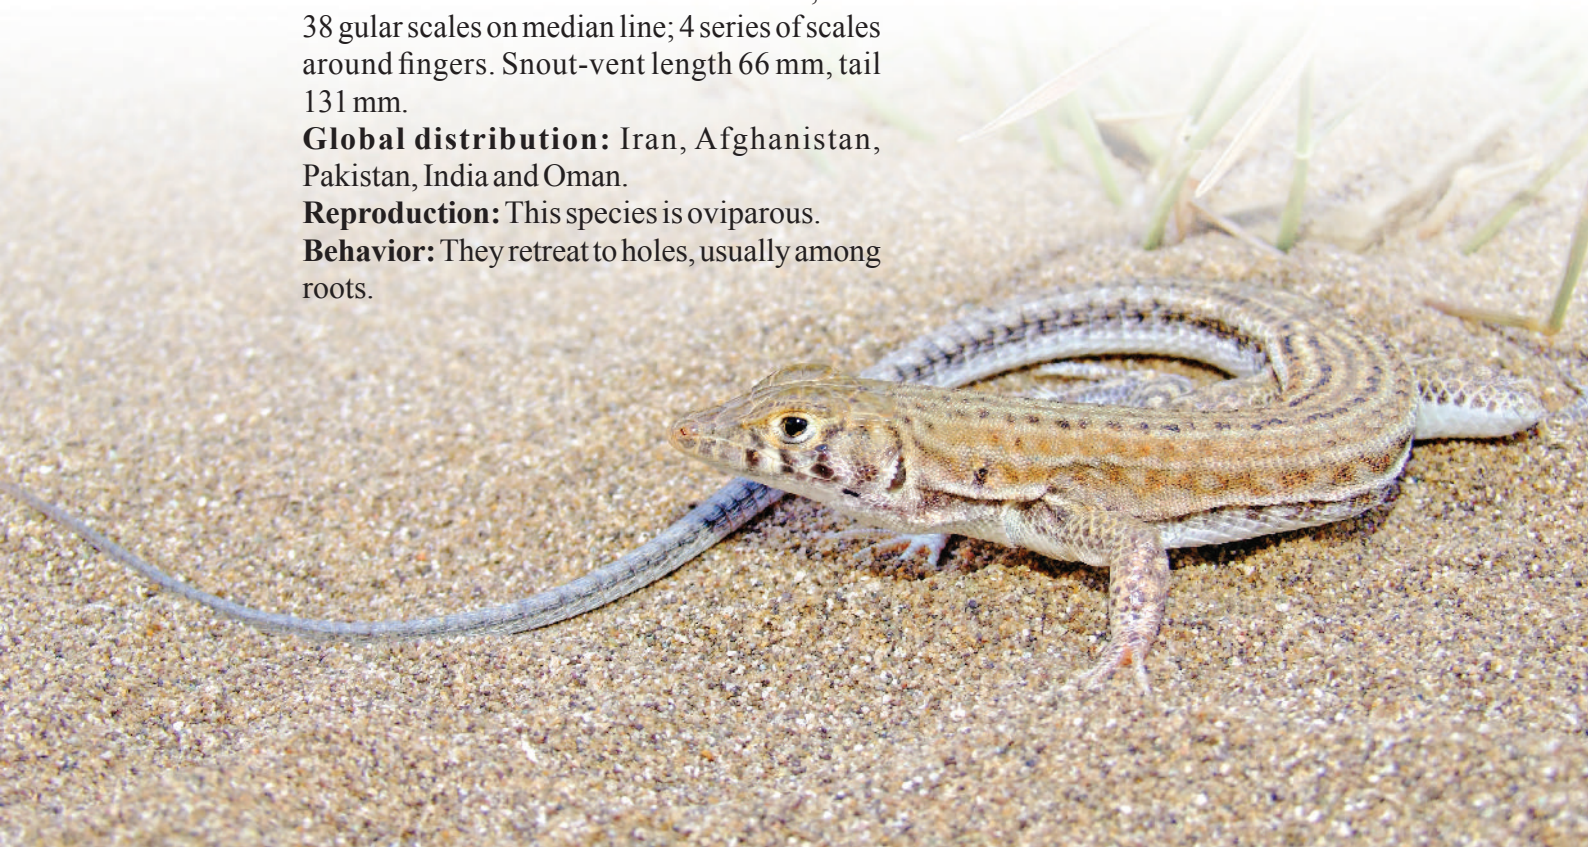 38 gular scales on median line; 4 series of scales
around fingers. Snout-vent length 66 mm, tail
131 mm.
Global distribution: Iran, Afghanistan,
Pakistan, India and Oman.
Reproduction: This species is oviparous.
Behavior: They retreat to holes, usually among
roots.